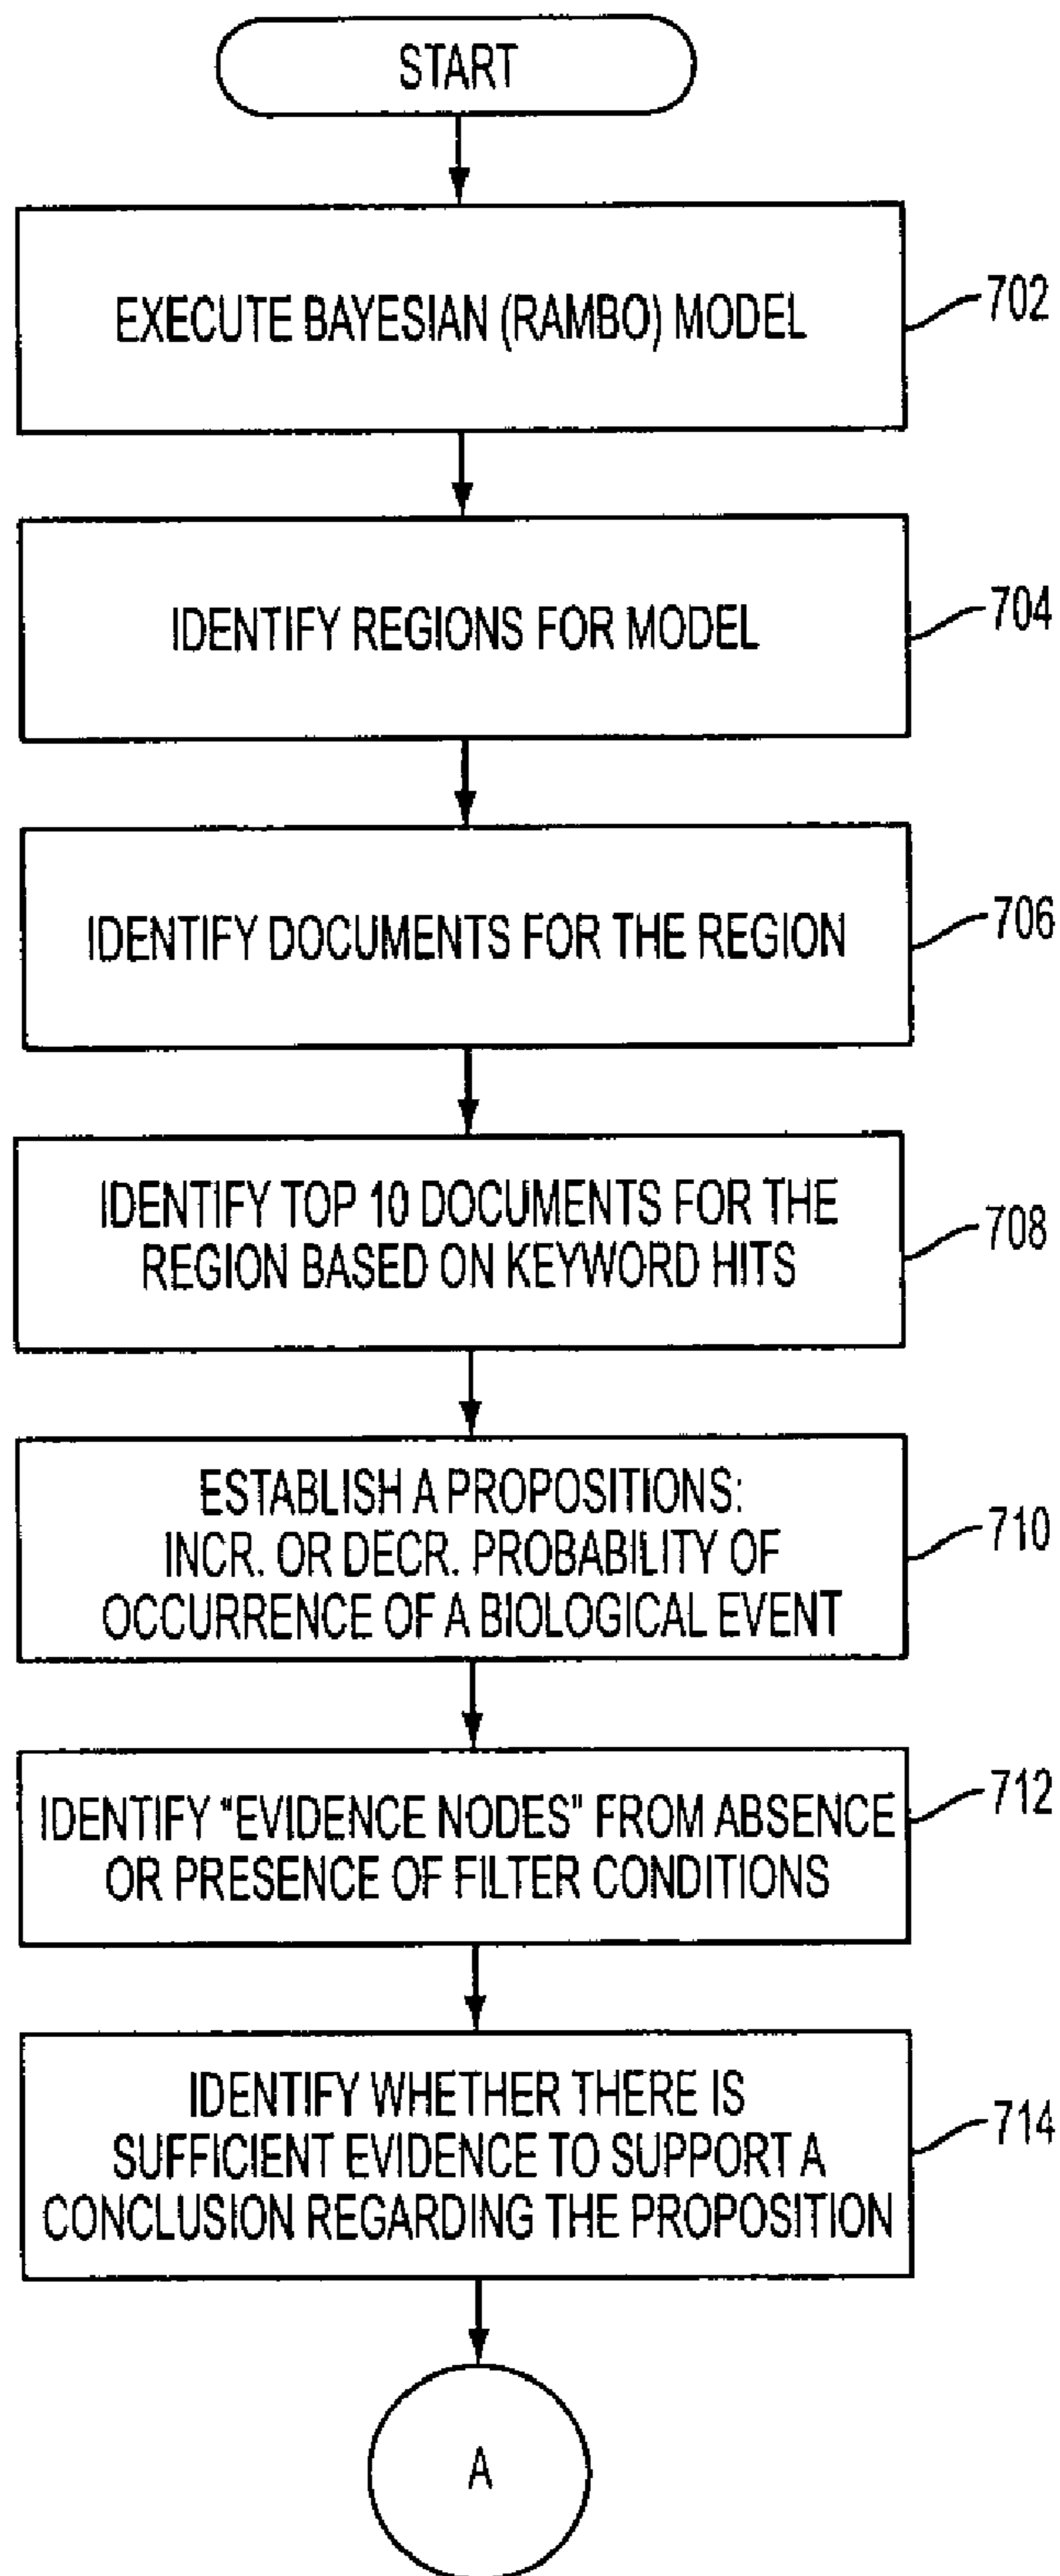 START
EXECUTE BAYESIAN (RAMBO) MODEL
702
IDENTIFY REGIONS FOR MODEL
704
IDENTIFY DOCUMENTS FOR THE REGION
706
IDENTIFY TOP 10 DOCUMENTS FOR THE
REGION BASED ON KEYWORD HITS
708
ESTABLISH A PROPOSITIONS:
INCR. OR DECR. PROBABILITY OF
OCCURRENCE OF A BIOLOGICAL EVENT
710
IDENTIFY "EVIDENCE NODES" FROM ABSENCE
OR PRESENCE OF FILTER CONDITIONS
712
IDENTIFY WHETHER THERE IS
SUFFICIENT EVIDENCE TO SUPPORT A
CONCLUSION REGARDING THE PROPOSITION
714
A